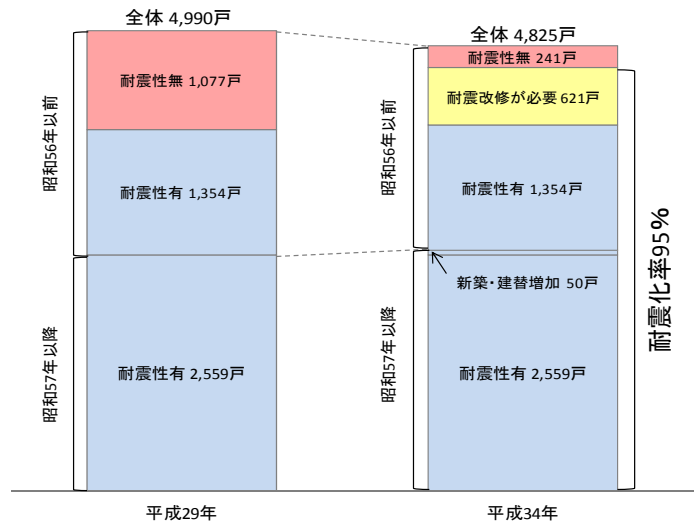 全体 4,990戸
全体 4,825戸
耐震性無 1,077戸
耐震性無 241戸
耐震改修が必要 621戸
昭和56年以前
耐震性有 1,354戸
昭和56年以前
耐震性有 1,354戸
耐震化率95%
新築・建替増加 50戸
昭和57年以降
耐震性有 2,559戸
昭和57年以降
耐震性有 2,559戸
平成29年
平成34年